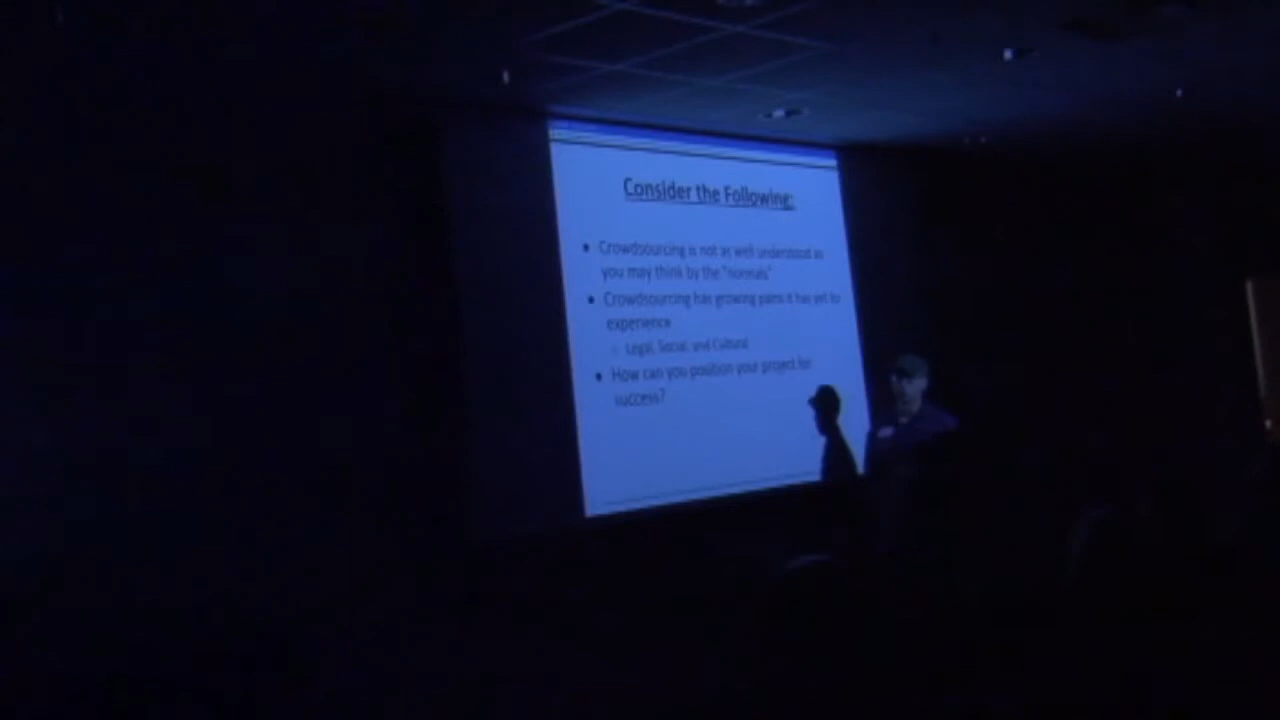 Consider the Following:
Crowdsourcing is not as well understood as
you may think by the "normals"
Crowdsourcing has growing pains it has yet to
experience
Legal, Social, and Cultural
How can you position your project for
success?